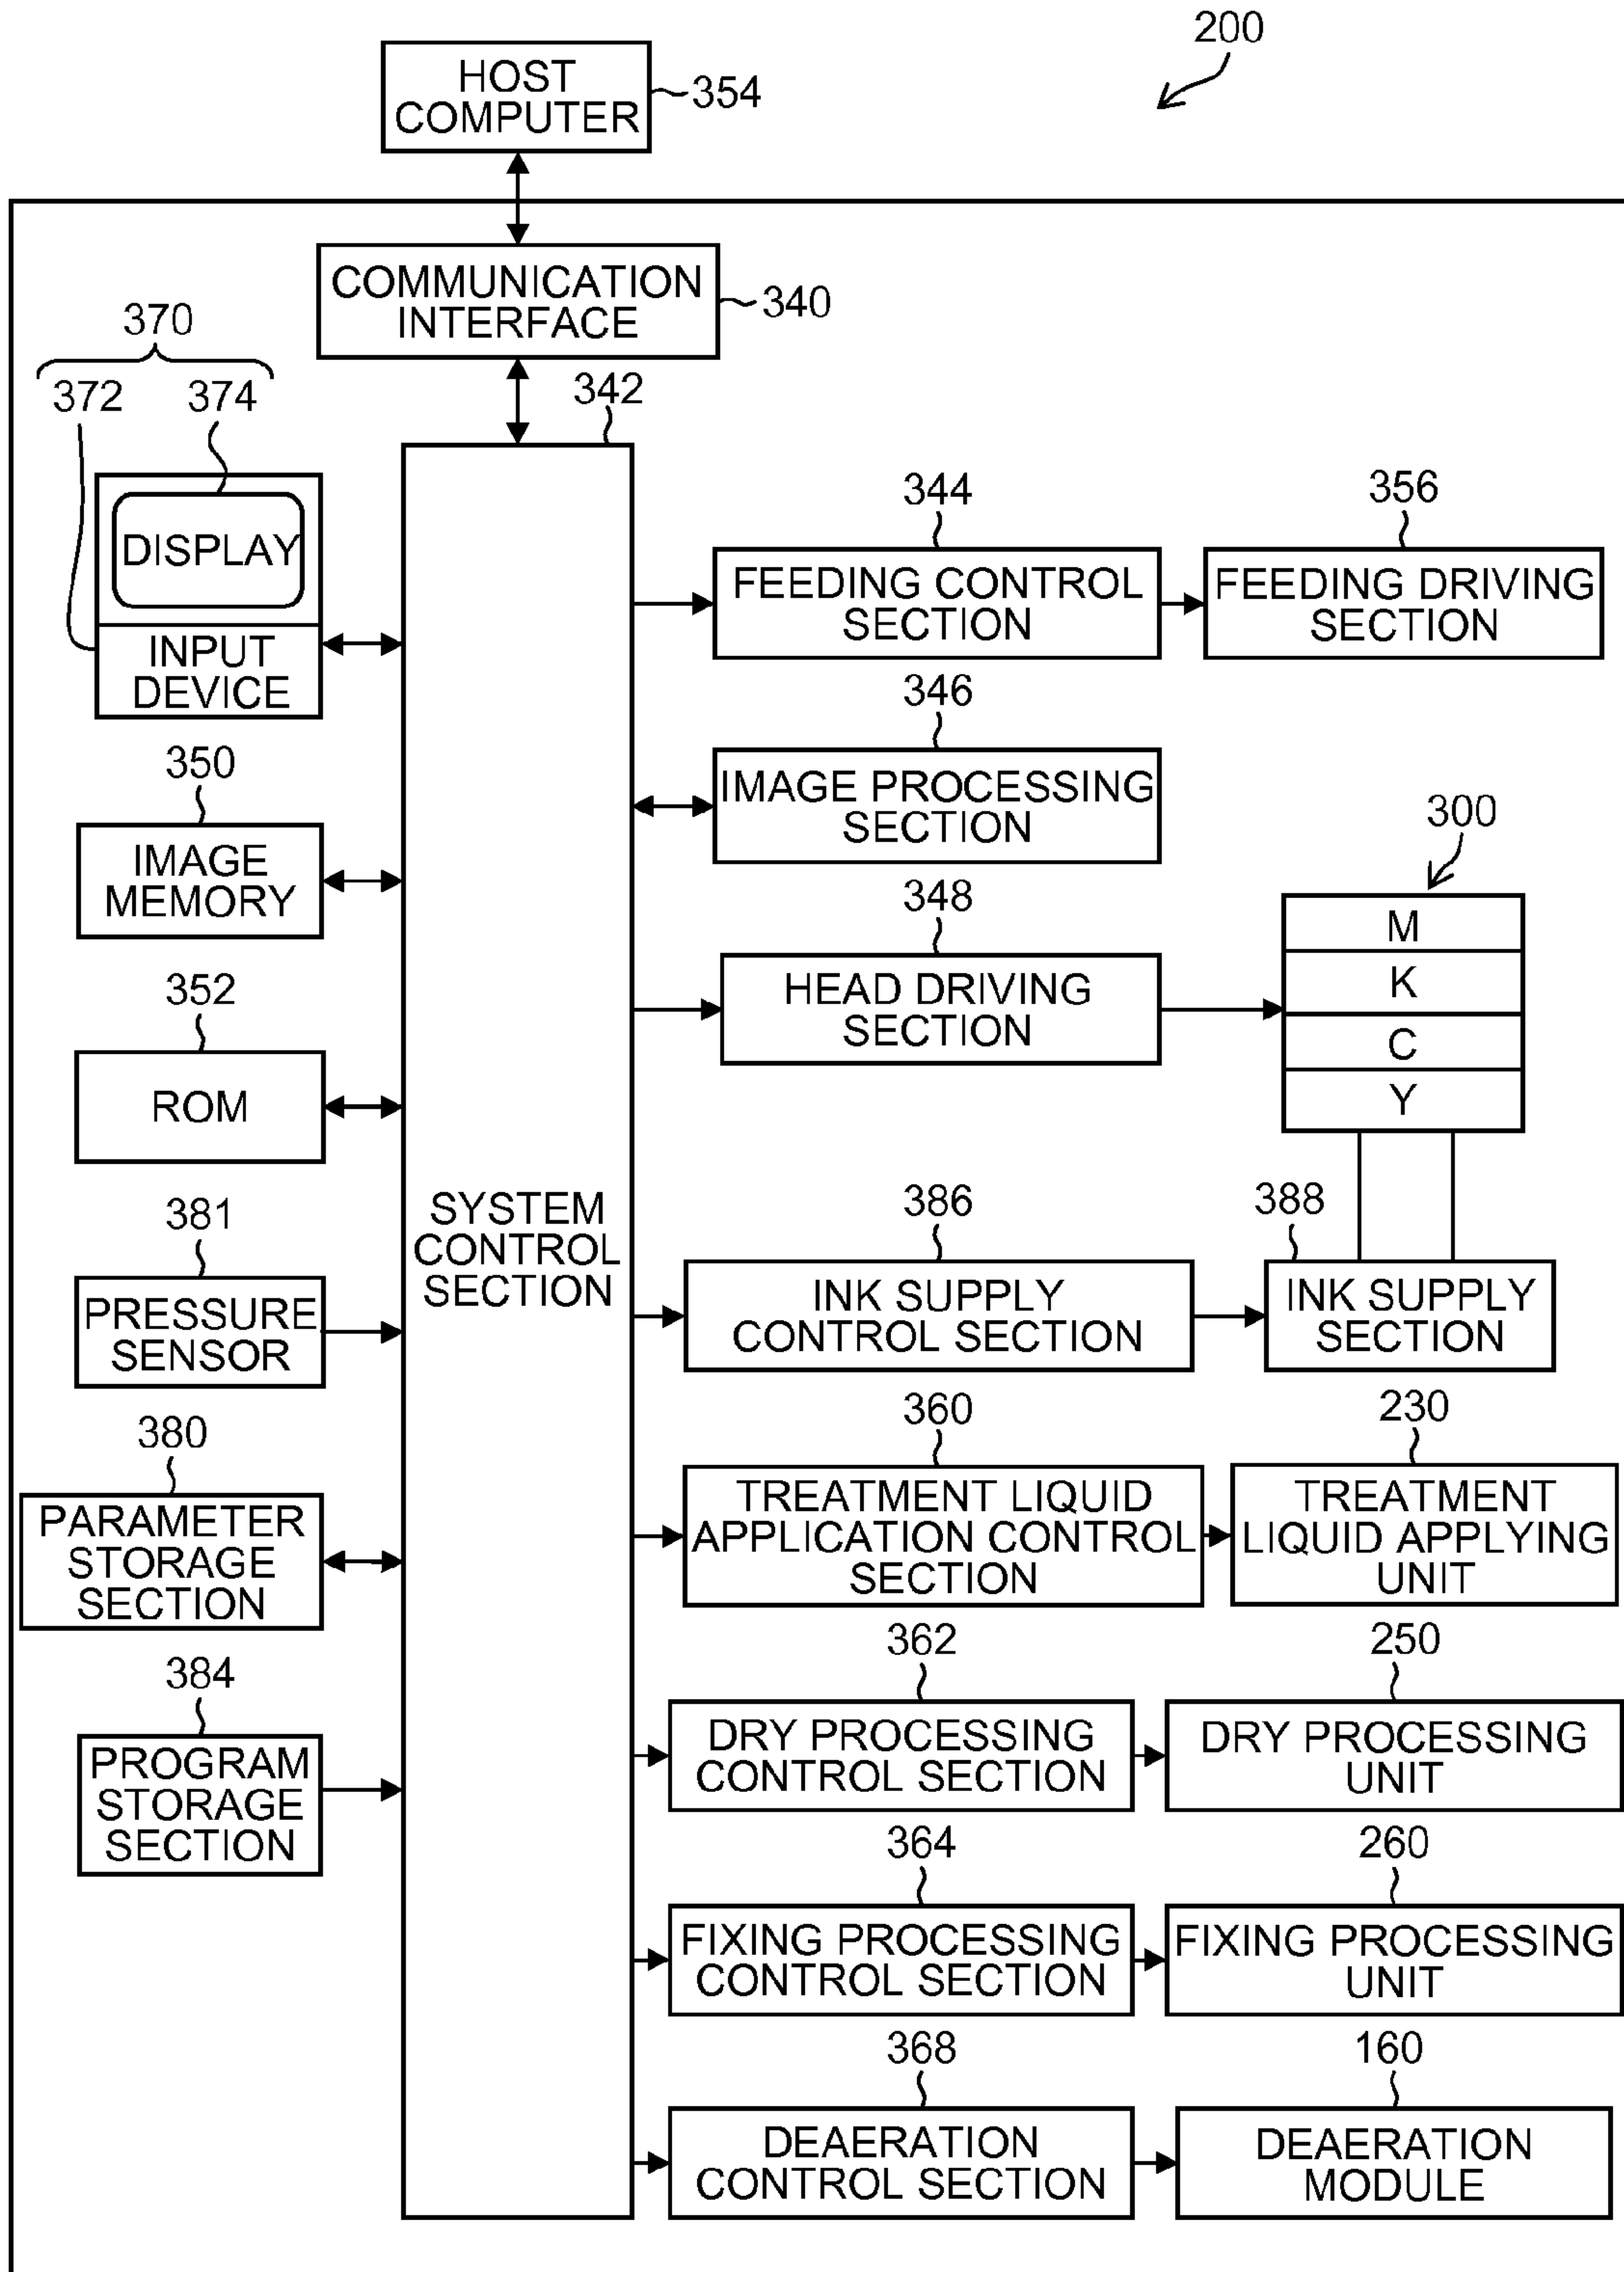 200
HOST
COMPUTER
354
COMMUNICATION
INTERFACE
340
370
372
374
342
DISPLAY
INPUT
DEVICE
344
FEEDING CONTROL
SECTION
356
FEEDING DRIVING
SECTION
346
IMAGE PROCESSING
SECTION
350
IMAGE
MEMORY
348
HEAD DRIVING
SECTION
300
M
K
C
Y
352
ROM
SYSTEM
CONTROL
SECTION
381
PRESSURE
SENSOR
386
INK SUPPLY
CONTROL SECTION
388
INK SUPPLY
SECTION
380
PARAMETER
STORAGE
SECTION
360
TREATMENT LIQUID
APPLICATION CONTROL
SECTION
230
TREATMENT
LIQUID APPLYING
UNIT
384
PROGRAM
STORAGE
SECTION
362
DRY PROCESSING
CONTROL SECTION
250
DRY PROCESSING
UNIT
364
FIXING PROCESSING
CONTROL SECTION
260
FIXING PROCESSING
UNIT
368
DEAERATION
CONTROL SECTION
160
DEAERATION
MODULE